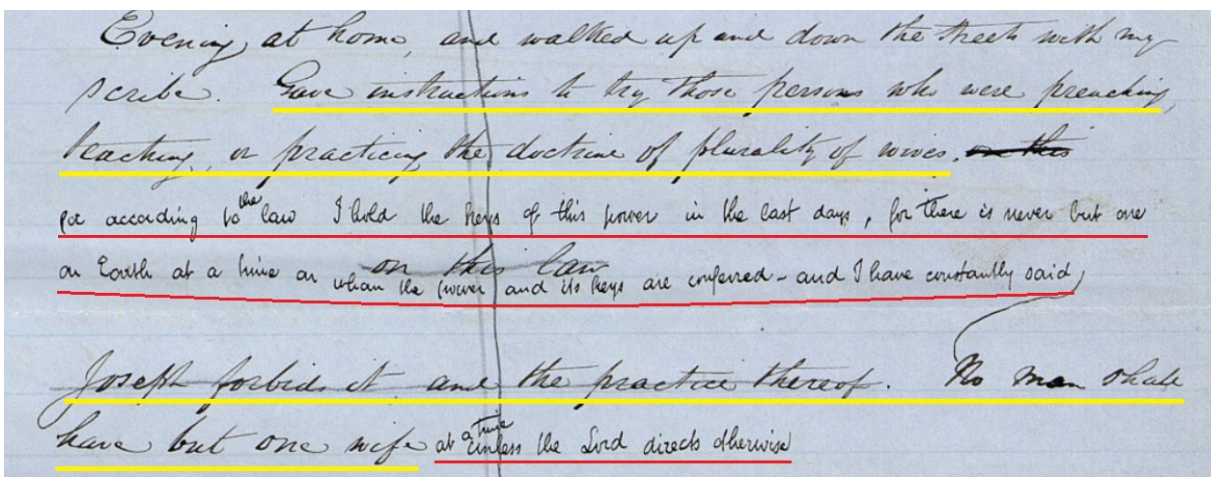 Evening, at home, and walked up and down the streets with my
scribe. Gave instructions to try those persons who were preaching,
teaching, or practicing the doctrine of plurality of wives. on this
for according to the law I hold the keys of this power in the last days, for there is never but one
on Earth at a time on whom the power and its keys are conferred - and I have constantly said
on this law
Joseph forbids it and the practice thereof. No man shall
have but one wife at a time unless the Lord directs otherwise